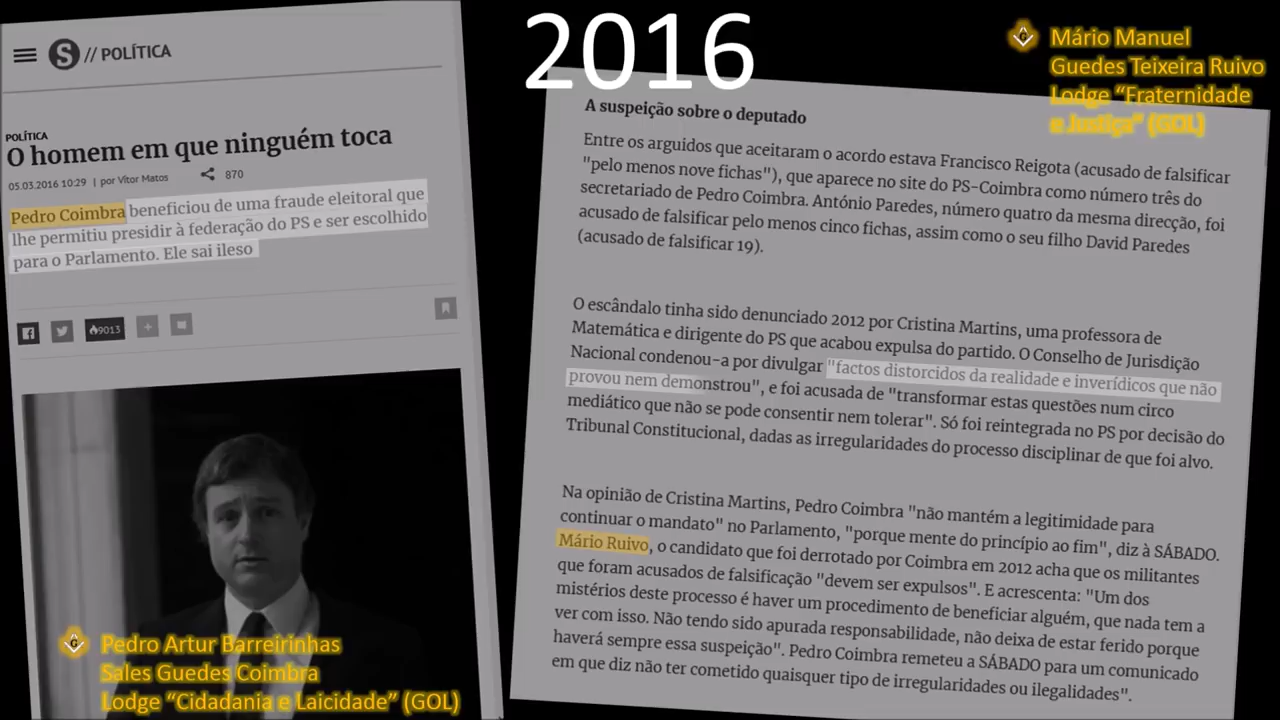 2016
S // POLÍTICA
POLÍTICA
O homem em que ninguém toca
05.03.2016 10:29 | por Vítor Matos 870
Pedro Coimbra beneficiou de uma fraude eleitoral que
lhe permitiu presidir à federação do PS e ser escolhido
para o Parlamento. Ele sai ileso
9013
Pedro Artur Barreirinhas
Sales Guedes Coimbra
Lodge “Cidadania e Laicidade” (GOL)
Mário Manuel
Guedes Teixeira Ruivo
Lodge “Fraternidade
e Justiça” (GOL)
A suspeição sobre o deputado
Entre os arguidos que aceitaram o acordo estava Francisco Reigota (acusado de falsificar
"pelo menos nove fichas"), que aparece no site do PS-Coimbra como número três do
secretariado de Pedro Coimbra. António Paredes, número quatro da mesma direcção, foi
acusado de falsificar pelo menos cinco fichas, assim como o seu filho David Paredes
(acusado de falsificar 19).
O escândalo tinha sido denunciado 2012 por Cristina Martins, uma professora de
Matemática e dirigente do PS que acabou expulsa do partido. O Conselho de Jurisdição
Nacional condenou-a por divulgar "factos distorcidos da realidade e inverídicos que não
provou nem demonstrou", e foi acusada de "transformar estas questões num circo
mediático que não se pode consentir nem tolerar". Só foi reintegrada no PS por decisão do
Tribunal Constitucional, dadas as irregularidades do processo disciplinar de que foi alvo.
Na opinião de Cristina Martins, Pedro Coimbra "não mantém a legitimidade para
continuar o mandato" no Parlamento, "porque mente do princípio ao fim", diz à SÁBADO.
Mário Ruivo, o candidato que foi derrotado por Coimbra em 2012 acha que os militantes
que foram acusados de falsificação "devem ser expulsos". E acrescenta: "Um dos
mistérios deste processo é haver um procedimento de beneficiar alguém, que nada tem a
ver com isso. Não tendo sido apurada responsabilidade, não deixa de estar ferido porque
haverá sempre essa suspeição". Pedro Coimbra remeteu a SÁBADO para um comunicado
em que diz não ter cometido quaisquer tipo de irregularidades ou ilegalidades".